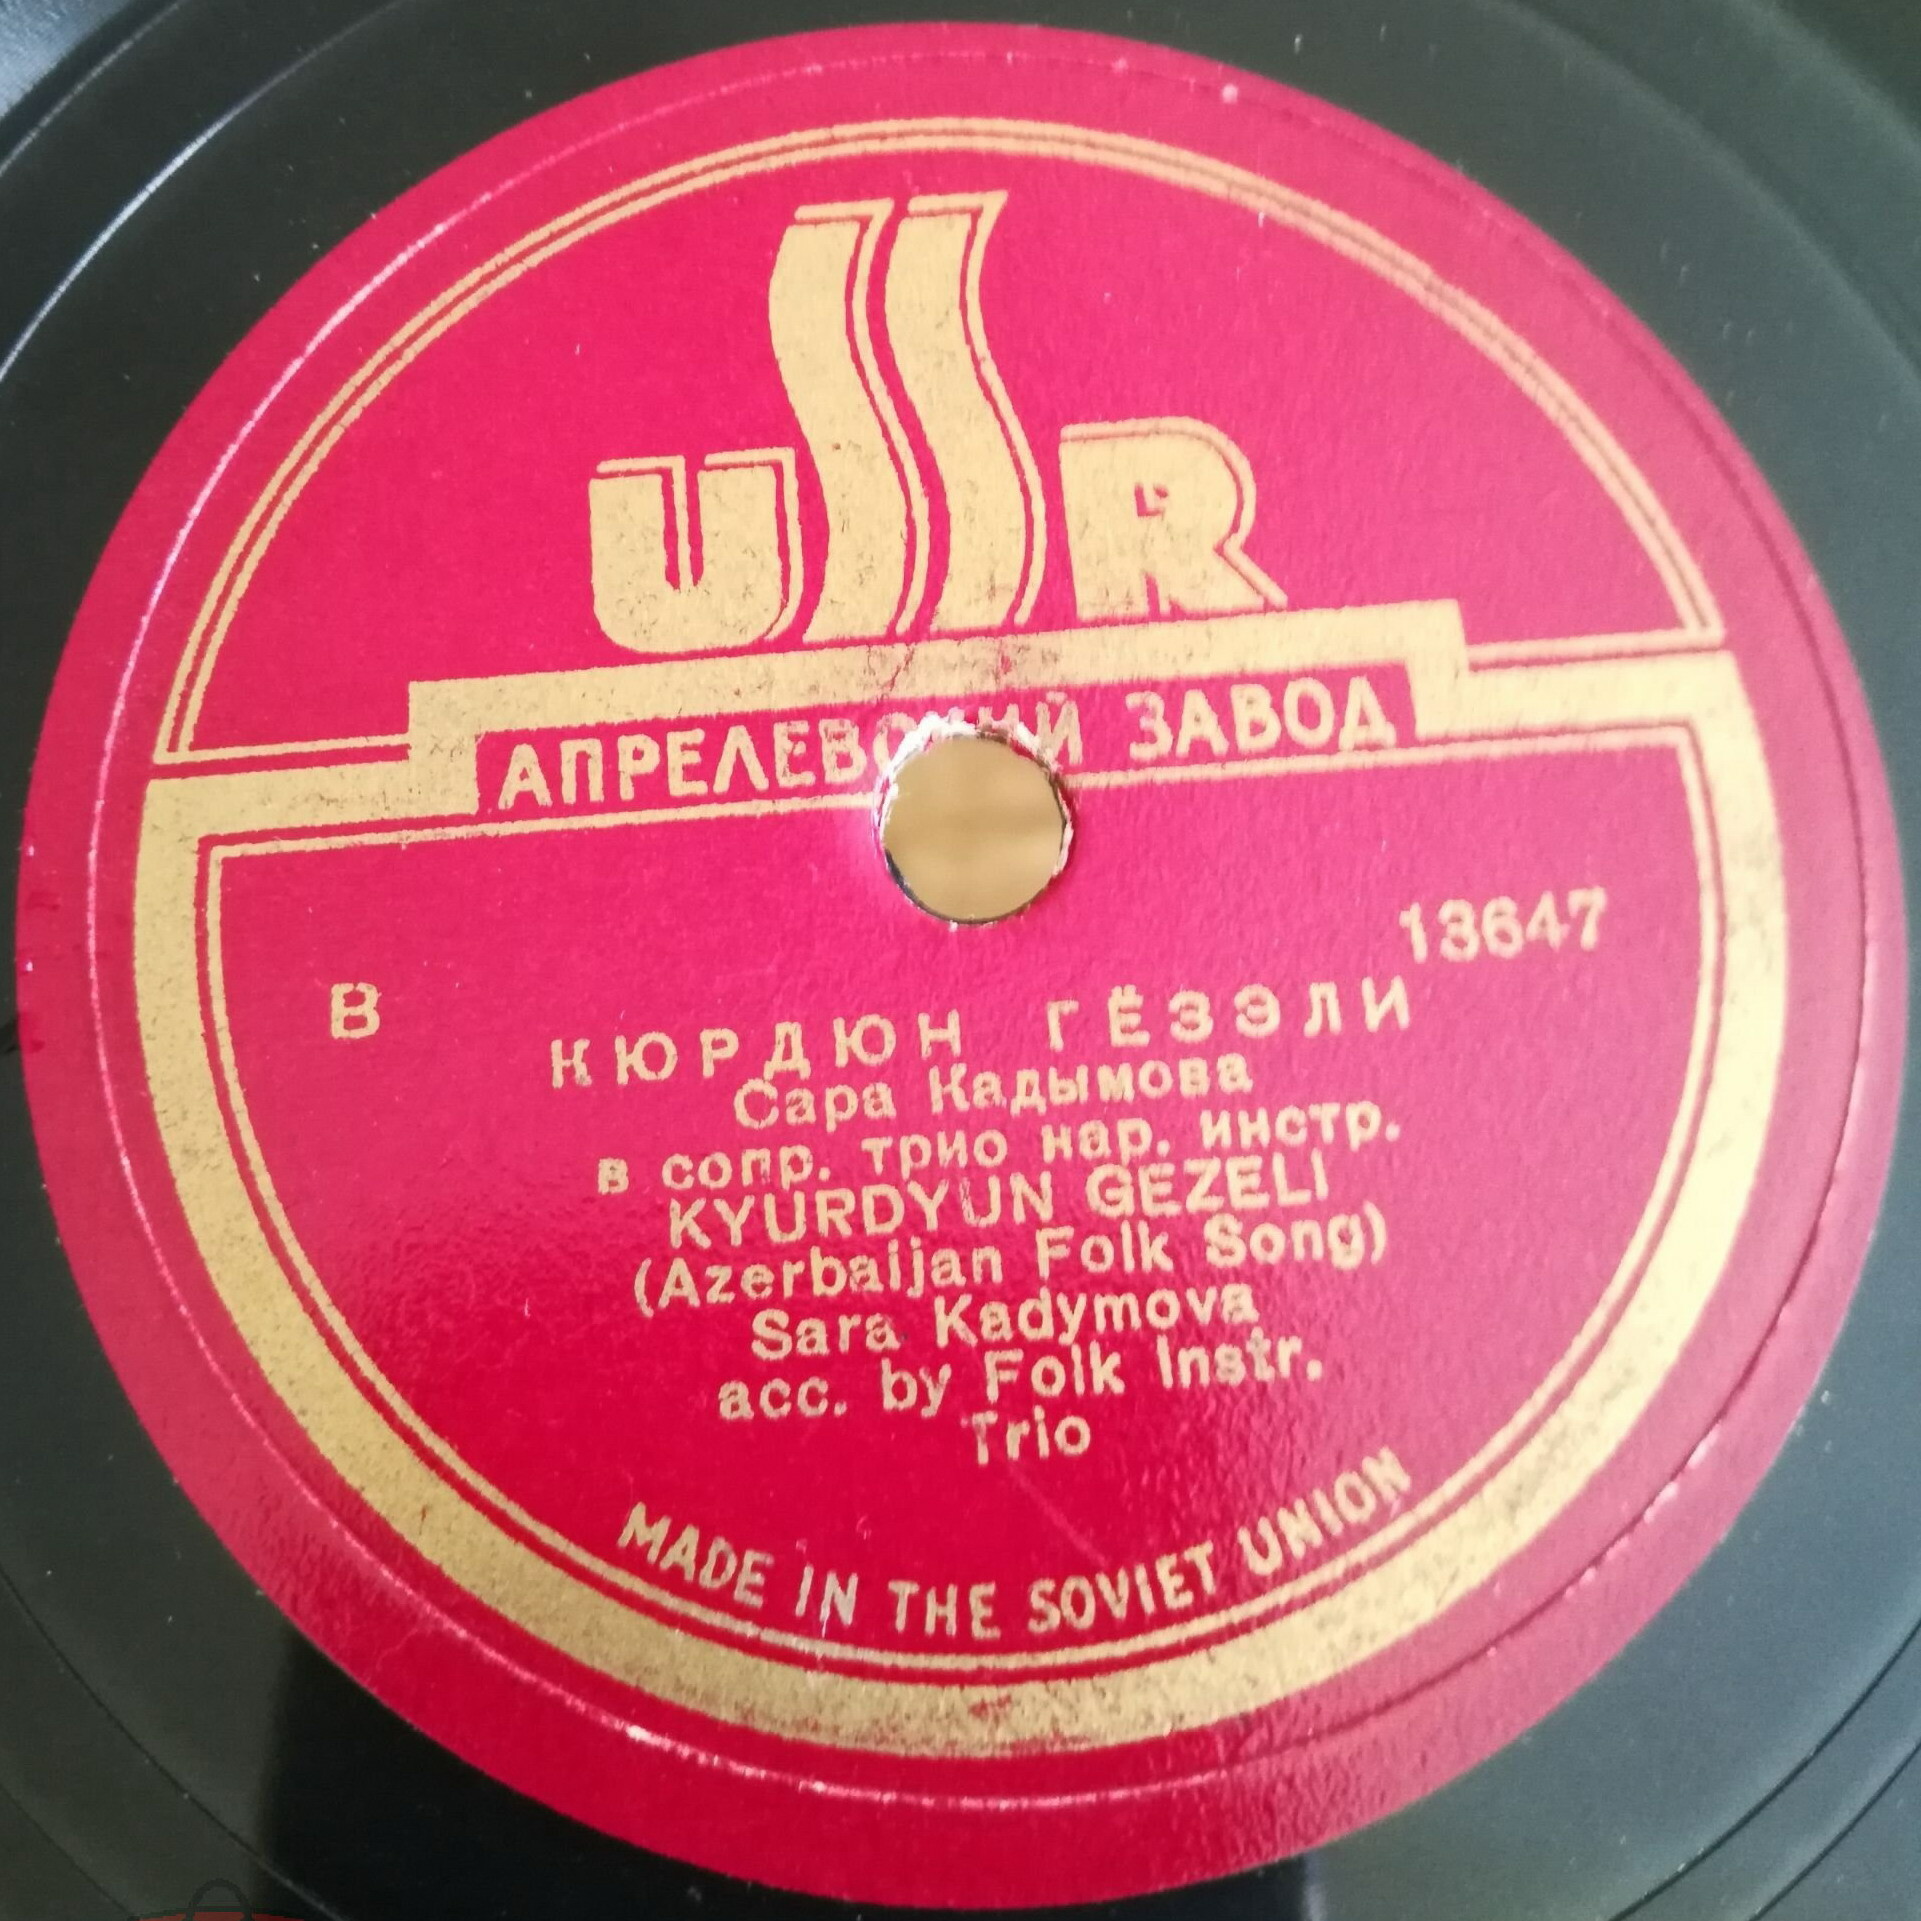 USSR
АПРЕЛЕВСКИЙ ЗАВОД
13647
В
КЮРДЮН ГЁЗЭЛИ
Сара Кадымова
в сопр. трио нар. инстр.
KYURDYUN GEZELI
(Azerbaijan Folk Song)
Sara Kadymova
acc. by Folk Instr.
Trio
MADE IN THE SOVIET UNION